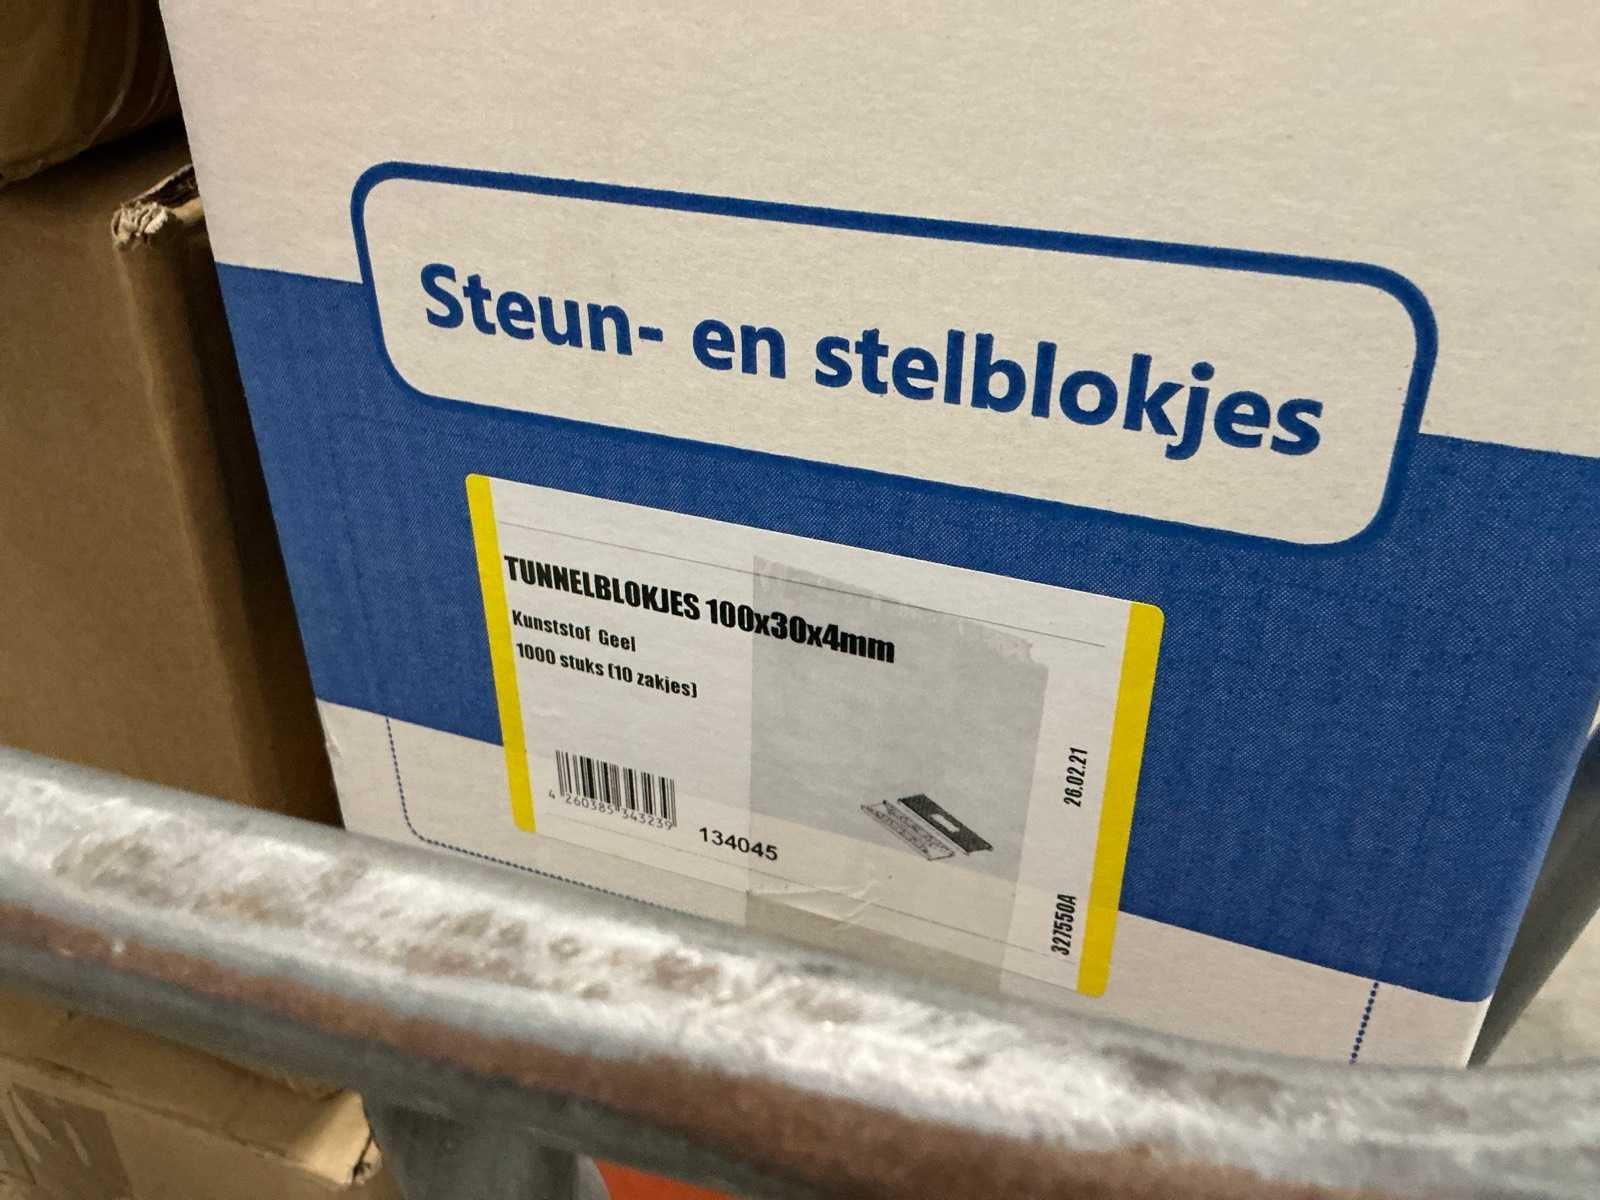 Steun- en stelblokjes
TUNNELBLOKJES 100x30x4mm
Kunststof Geel
1000 stuks (10 zakjes)
4 260385 343239
134045
26.02.21
327550A